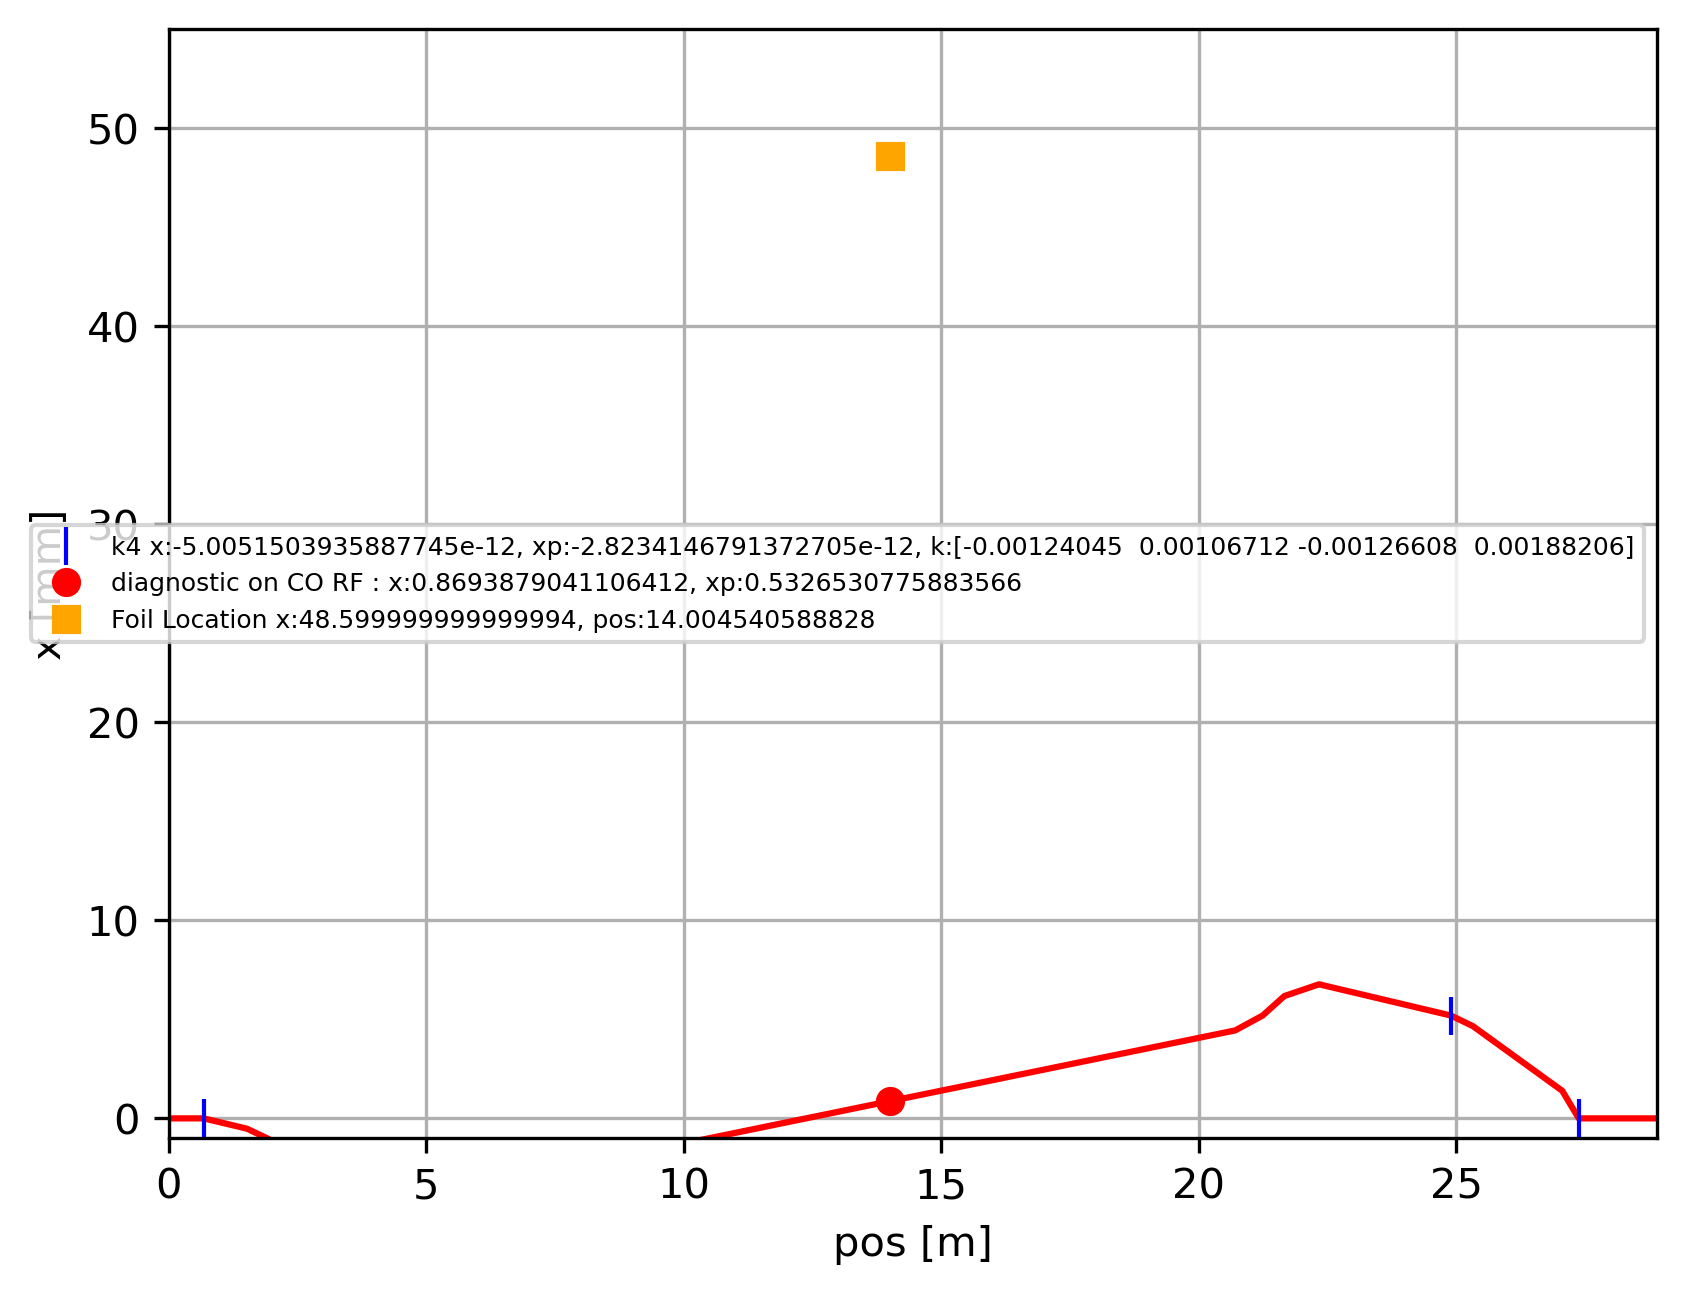 50
40
30
20
10
0
x [mm]
k4 x:-5.0051503935887745e-12, xp:-2.8234146791372705e-12, k:[-0.00124045  0.00106712 -0.00126608  0.00188206]
diagnostic on CO RF : x:0.8693879041106412, xp:0.5326530775883566
Foil Location x:48.599999999999994, pos:14.004540588828
0 5 10 15 20 25
pos [m]